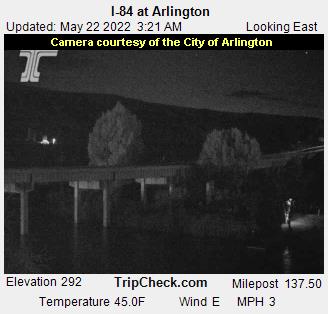 I-84 at Arlington
Updated: May 22 2022 3:21 AM Looking East
Camera courtesy of the City of Arlington
Elevation 292 TripCheck.com Milepost 137.50
Temperature 45.0F Wind E MPH 3